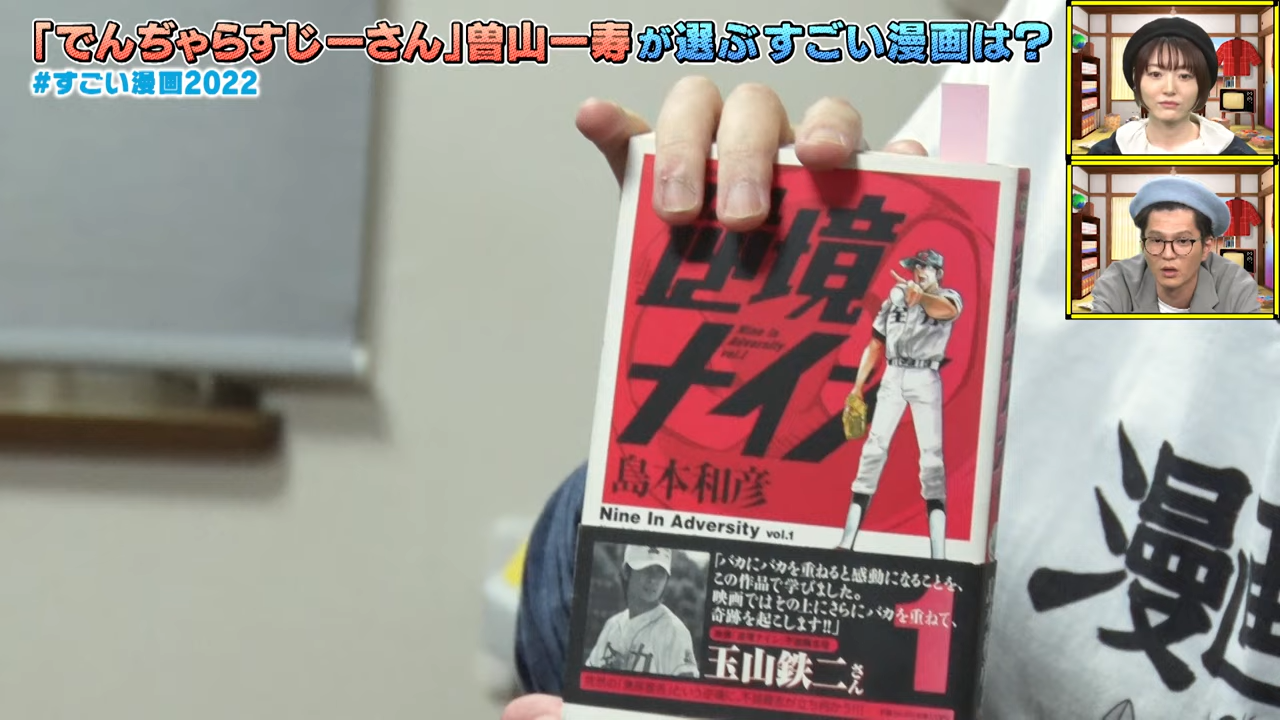 「でんぢゃらすじーさん」曽山一寿が選ぶすごい漫画は?
#すごい漫画2022
逆境
ナイン
Nine In
Adversity
vol.1
全力
島本和彦
Nine In Adversity vol.1
「バカにバカを重ねると感動になることを、
この作品で学びました。
映画ではその上にさらにバカを重ねて、
奇跡を起こします!!」
1
玉山鉄二さん
漫画